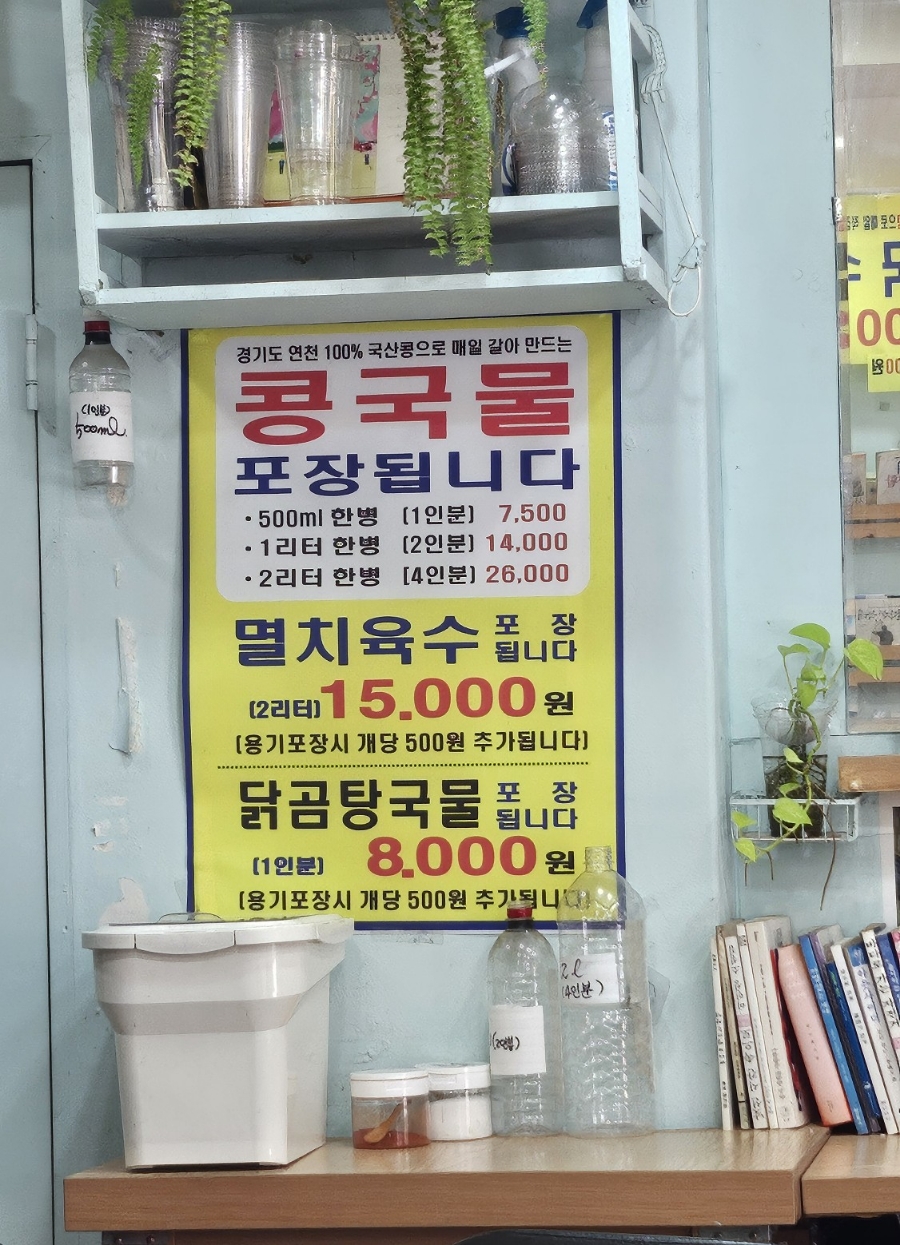 경기도 연천 100% 국산콩으로 매일 갈아 만드는
콩국물
포장됩니다
· 500ml 한병 (1인분) 7,500
· 1리터 한병 (2인분) 14,000
· 2리터 한병 (4인분) 26,000
멸치육수 포장됩니다
(2리터) 15.000원
(용기포장시 개당 500원 추가됩니다)
닭곰탕국물 포장됩니다
(1인분) 8.000원
(용기포장시 개당 500원 추가됩니다)
(1인분)
500ml
(2인분)
2l
(4인분)